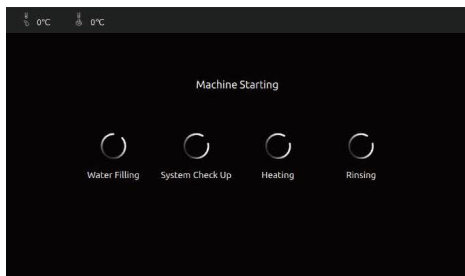 0°C 0°C
Machine Starting
Water Filling System Check Up Heating Rinsing